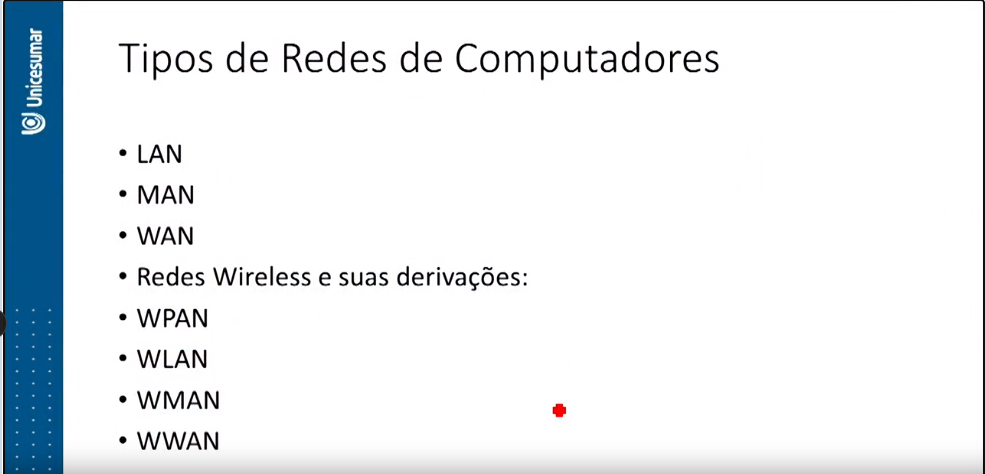 Unicesumar
Tipos de Redes de Computadores
• LAN
• MAN
• WAN
• Redes Wireless e suas derivações:
• WPAN
• WLAN
• WMAN
• WWAN